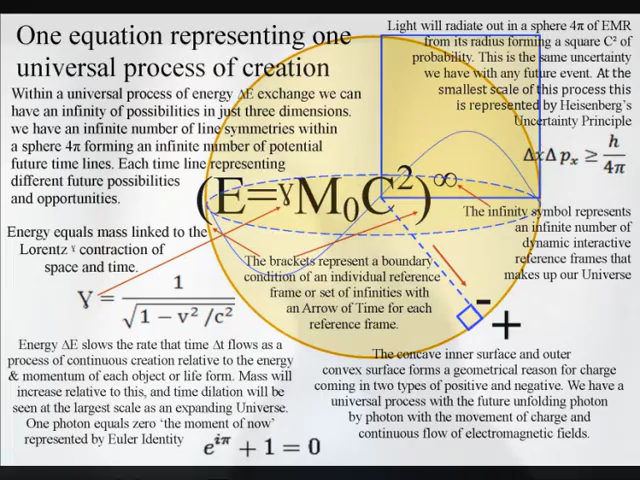 One equation representing one
universal process of creation
Within a universal process of energy ΔE exchange we can
have an infinity of possibilities in just three dimensions.
we have an infinite number of line symmetries within
a sphere 4π forming an infinite number of potential
future time lines. Each time line representing
different future possibilities
and opportunities.
Light will radiate out in a sphere 4π of EMR
from its radius forming a square C² of
probability. This is the same uncertainty
we have with any future event. At the
smallest scale of this process this
is represented by Heisenberg's
Uncertainty Principle
ΔxΔpₓ ≥ h/4π
(E=ɣM₀C²)∞
Energy equals mass linked to the
Lorentz ɣ contraction of
space and time.
ɣ = 1/√(1 − v²/c²)
The brackets represent a boundary
condition of an individual reference
frame or set of infinities with
an Arrow of Time for each
reference frame.
The infinity symbol represents
an infinite number of
dynamic interactive
reference frames that
makes up our Universe
- +
Energy ΔE slows the rate that time Δt flows as a
process of continuous creation relative to the energy
& momentum of each object or life form. Mass will
increase relative to this, and time dilation will be
seen at the largest scale as an expanding Universe.
One photon equals zero 'the moment of now'
represented by Euler Identity
e^iπ + 1 = 0
The concave inner surface and outer
convex surface forms a geometrical reason for charge
coming in two types of positive and negative. We have a
universal process with the future unfolding photon
by photon with the movement of charge and
continuous flow of electromagnetic fields.